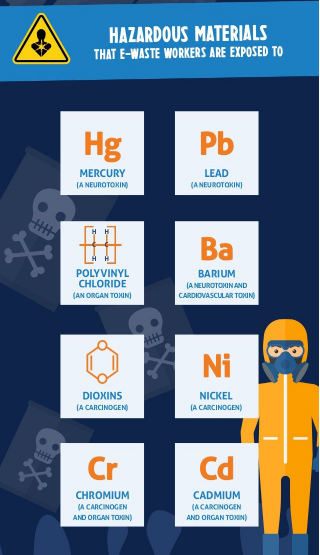 HAZARDOUS MATERIALS
THAT E-WASTE WORKERS ARE EXPOSED TO
Hg
MERCURY
(A NEUROTOXIN)
Pb
LEAD
(A NEUROTOXIN)
H H
C C
H H
POLYVINYL
CHLORIDE
(AN ORGAN TOXIN)
Ba
BARIUM
(A NEUROTOXIN AND
CARDIOVASCULAR TOXIN)
DIOXINS
(A CARCINOGEN)
Ni
NICKEL
(A CARCINOGEN)
Cr
CHROMIUM
(A CARCINOGEN
AND ORGAN TOXIN)
Cd
CADMIUM
(A CARCINOGEN
AND ORGAN TOXIN)